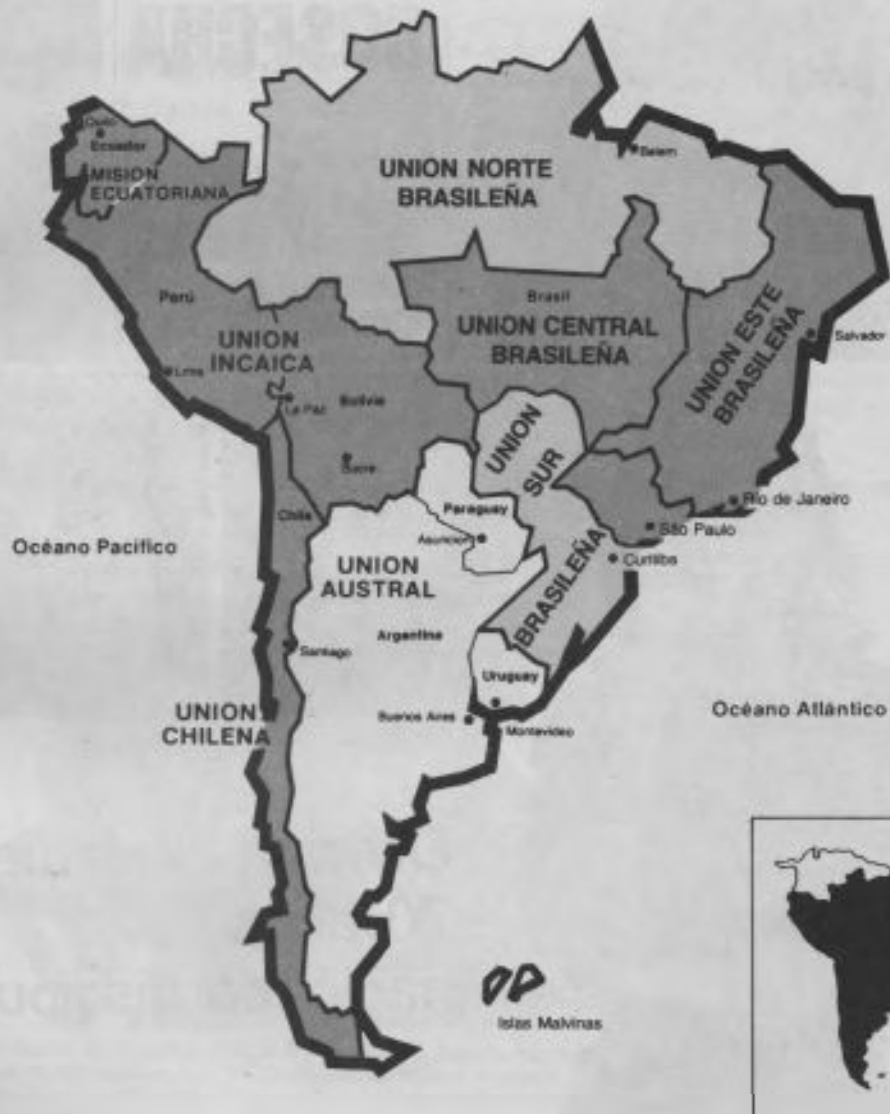 Quito
Ecuador
MISION
ECUATORIANA
UNION NORTE
BRASILEÑA
Belem
Perú
Brasil
UNION CENTRAL
BRASILEÑA
UNION ESTE
BRASILEÑA
Salvador
UNION
INCAICA
Lima
La Paz
Bolivia
Sucre
UNION
SUR
BRASILEÑA
Río de Janeiro
São Paulo
Curitiba
Chile
Paraguay
Asunción
Océano Pacífico
UNION
AUSTRAL
Argentina
Santiago
Uruguay
UNION
CHILENA
Buenos Aires
Montevideo
Océano Atlántico
Islas Malvinas